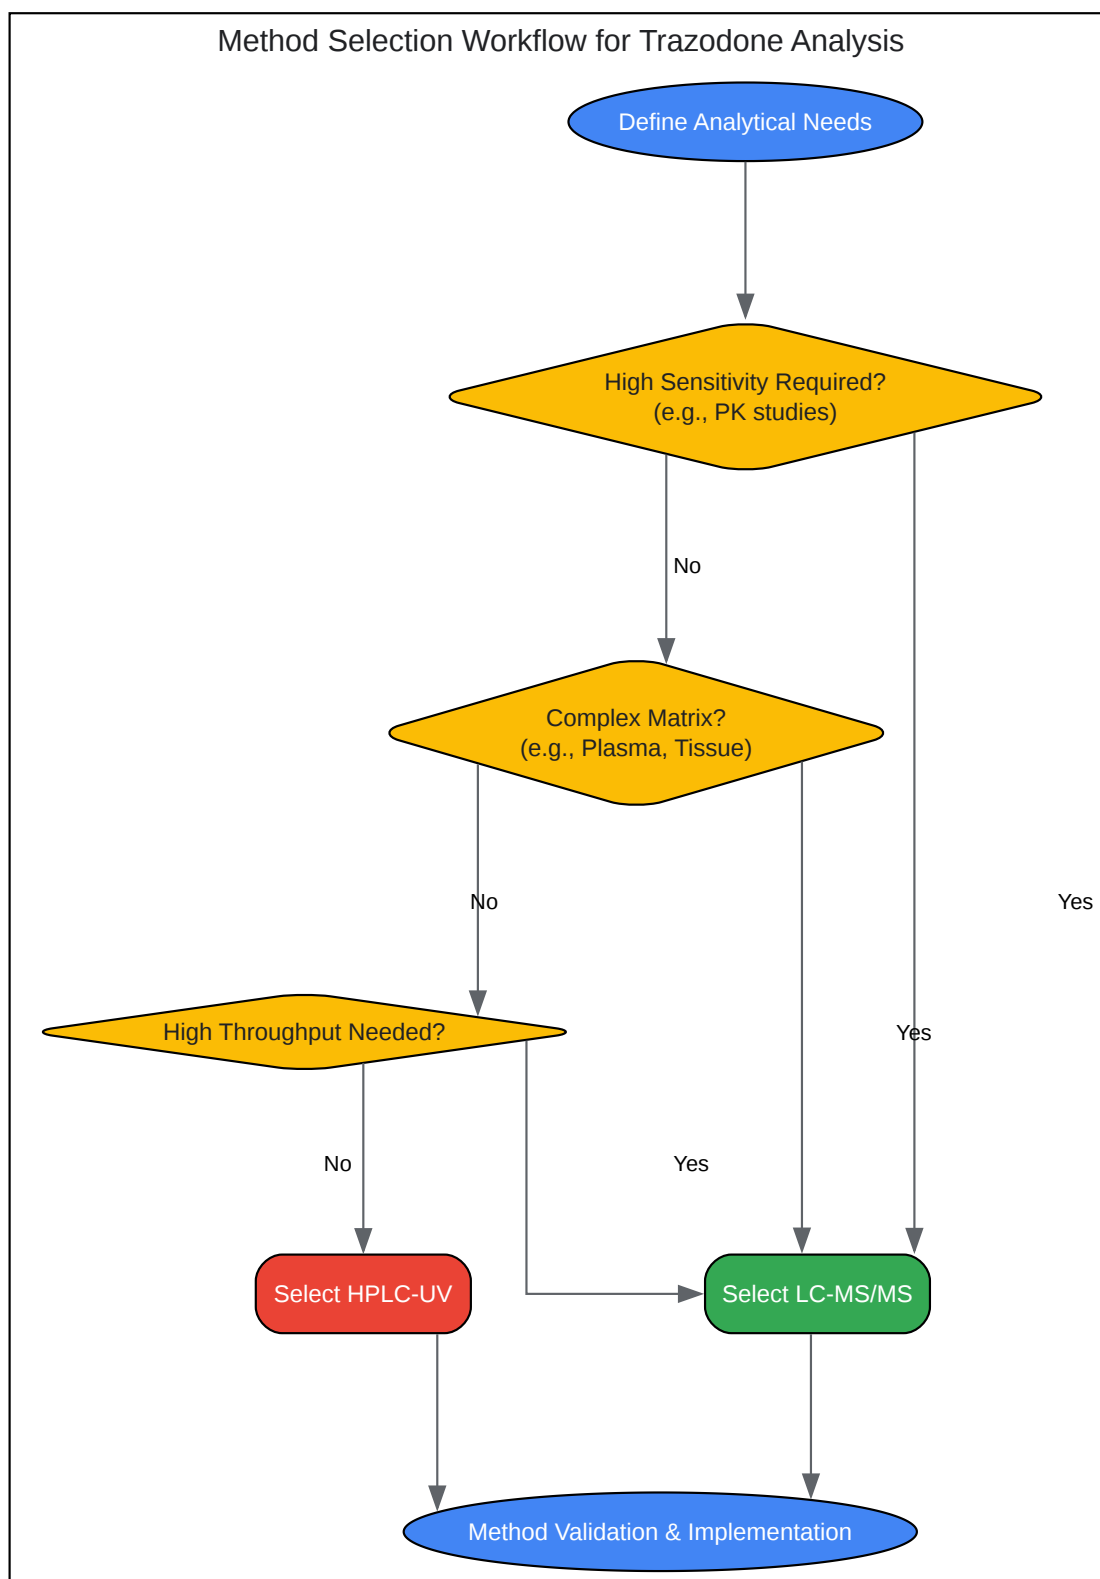 Method Selection Workflow for Trazodone Analysis
Define Analytical Needs
High Sensitivity Required?
(e.g., PK studies)
No
Complex Matrix?
(e.g., Plasma, Tissue)
No
Yes
High Throughput Needed?
Yes
No
Yes
Select HPLC-UV
Select LC-MS/MS
Method Validation & Implementation